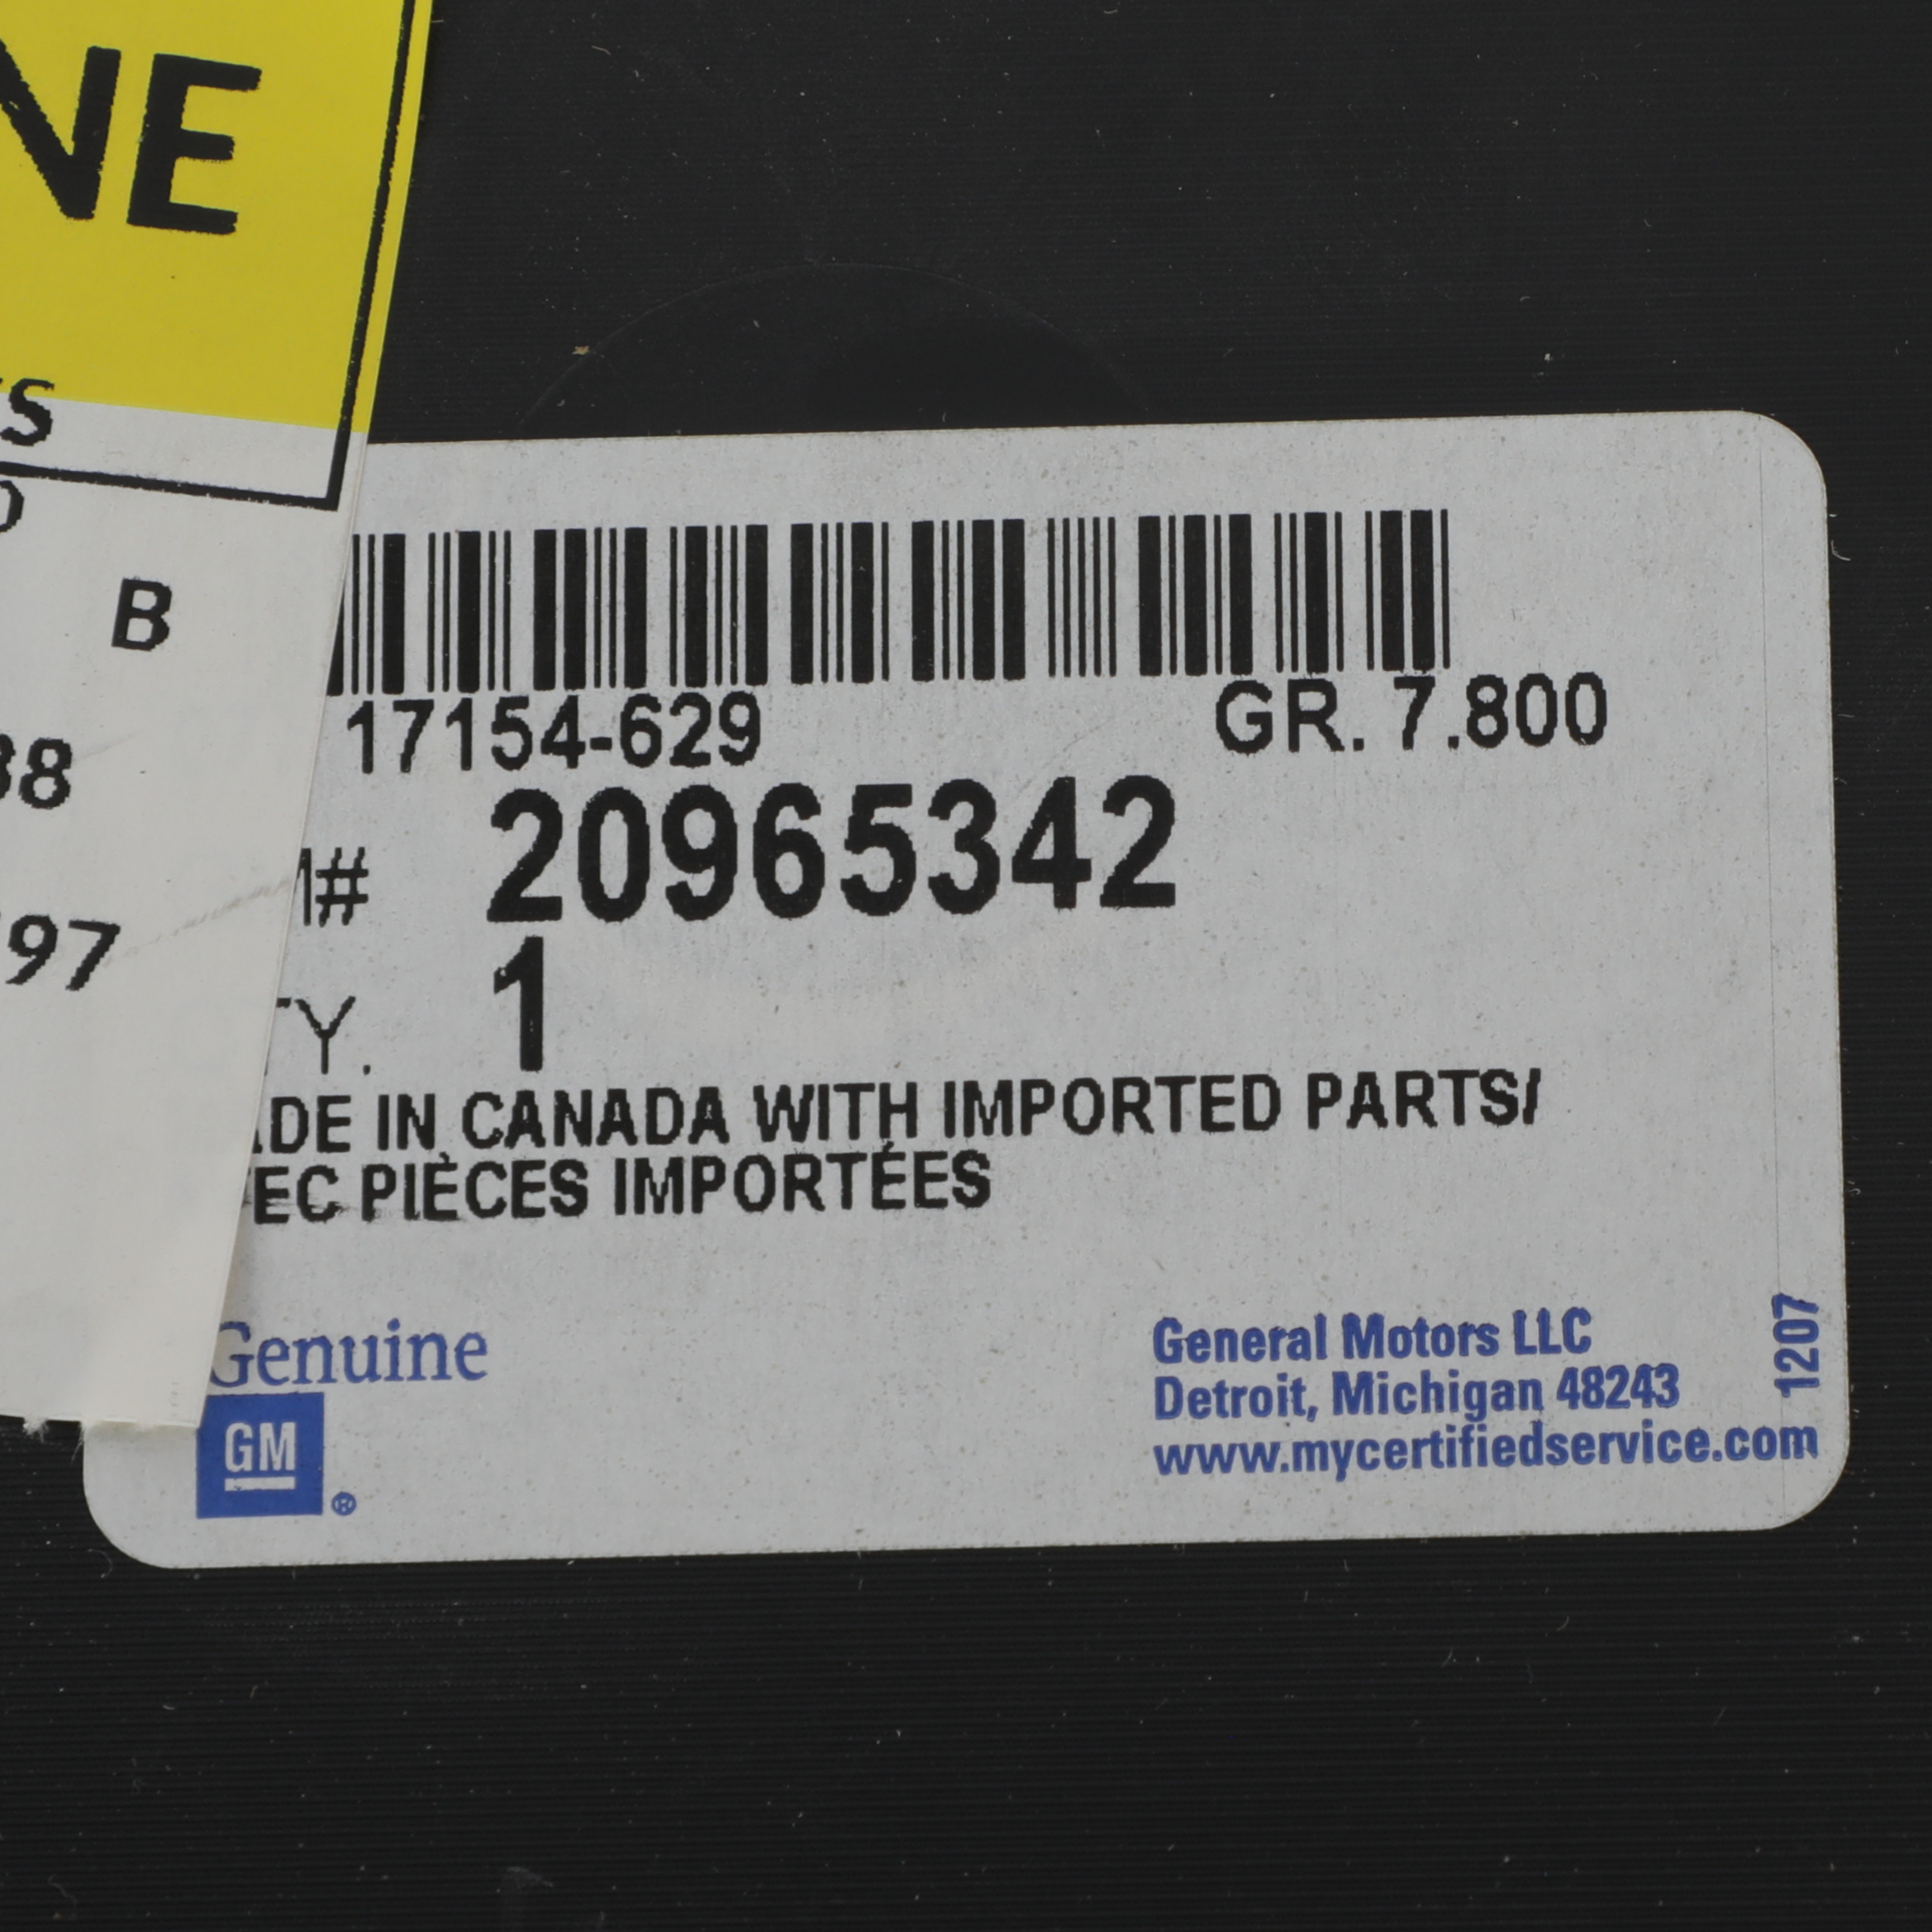 NE
B
38
97
17154-629 GR. 7.800
# 20965342
TY. 1
ADE IN CANADA WITH IMPORTED PARTS/
EC PIÈCES IMPORTÉES
Genuine
GM ®
General Motors LLC
Detroit, Michigan 48243
www.mycertifiedservice.com
1207